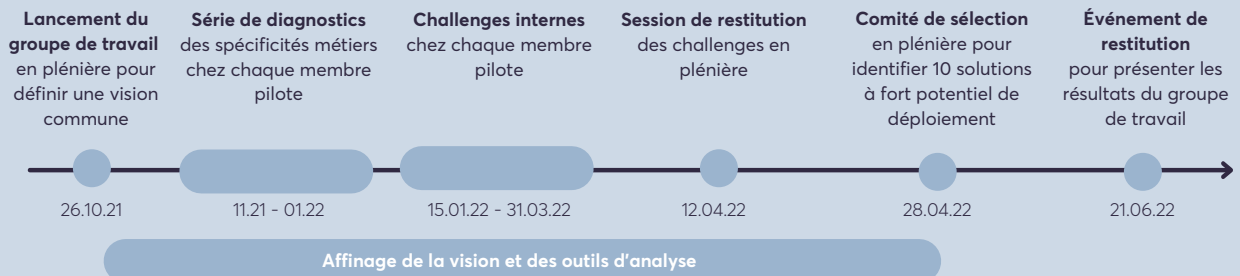 Lancement du
groupe de travail
en plénière pour
définir une vision
commune
Série de diagnostics
des spécificités métiers
chez chaque membre
pilote
Challenges internes
chez chaque membre
pilote
Session de restitution
des challenges en
plénière
Comité de sélection
en plénière pour
identifier 10 solutions
à fort potentiel de
déploiement
Événement de
restitution
pour présenter les
résultats du groupe
de travail
26.10.21
11.21 - 01.22
15.01.22 - 31.03.22
12.04.22
28.04.22
21.06.22
Affinage de la vision et des outils d'analyse